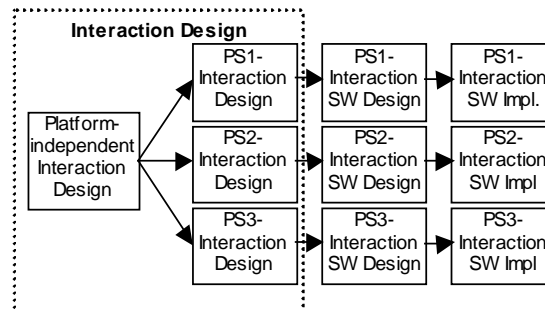 Interaction Design
PS1-
Interaction
Design
PS1-
Interaction
SW Design
PS1-
Interaction
SW Impl.
Platform-
independent
Interaction
Design
PS2-
Interaction
Design
PS2-
Interaction
SW Design
PS2-
Interaction
SW Impl
PS3-
Interaction
Design
PS3-
Interaction
SW Design
PS3-
Interaction
SW Impl